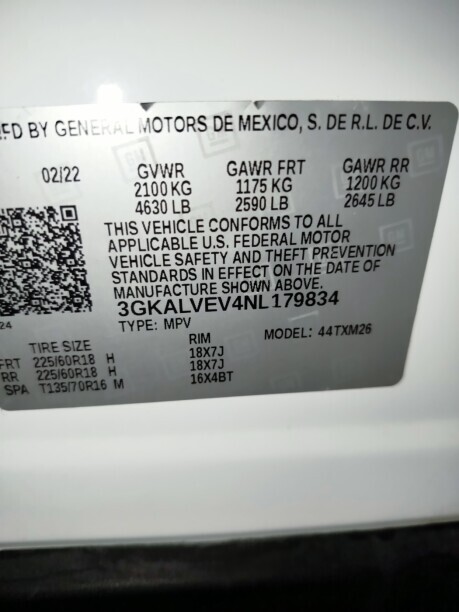 MFD BY GENERAL MOTORS DE MEXICO, S. DE R.L. DE C.V.
02/22 GVWR GAWR FRT GAWR RR
2100 KG 1175 KG 1200 KG
4630 LB 2590 LB 2645 LB
THIS VEHICLE CONFORMS TO ALL
APPLICABLE U.S. FEDERAL MOTOR
VEHICLE SAFETY AND THEFT PREVENTION
STANDARDS IN EFFECT ON THE DATE OF
MANUFACTURE SHOWN ABOVE.
3GKALVEV4NL179834
24
TYPE: MPV MODEL: 44TXM26
TIRE SIZE RIM
FRT 225/60R18 H 18X7J
RR 225/60R18 H 18X7J
SPA T135/70R16 M 16X4BT